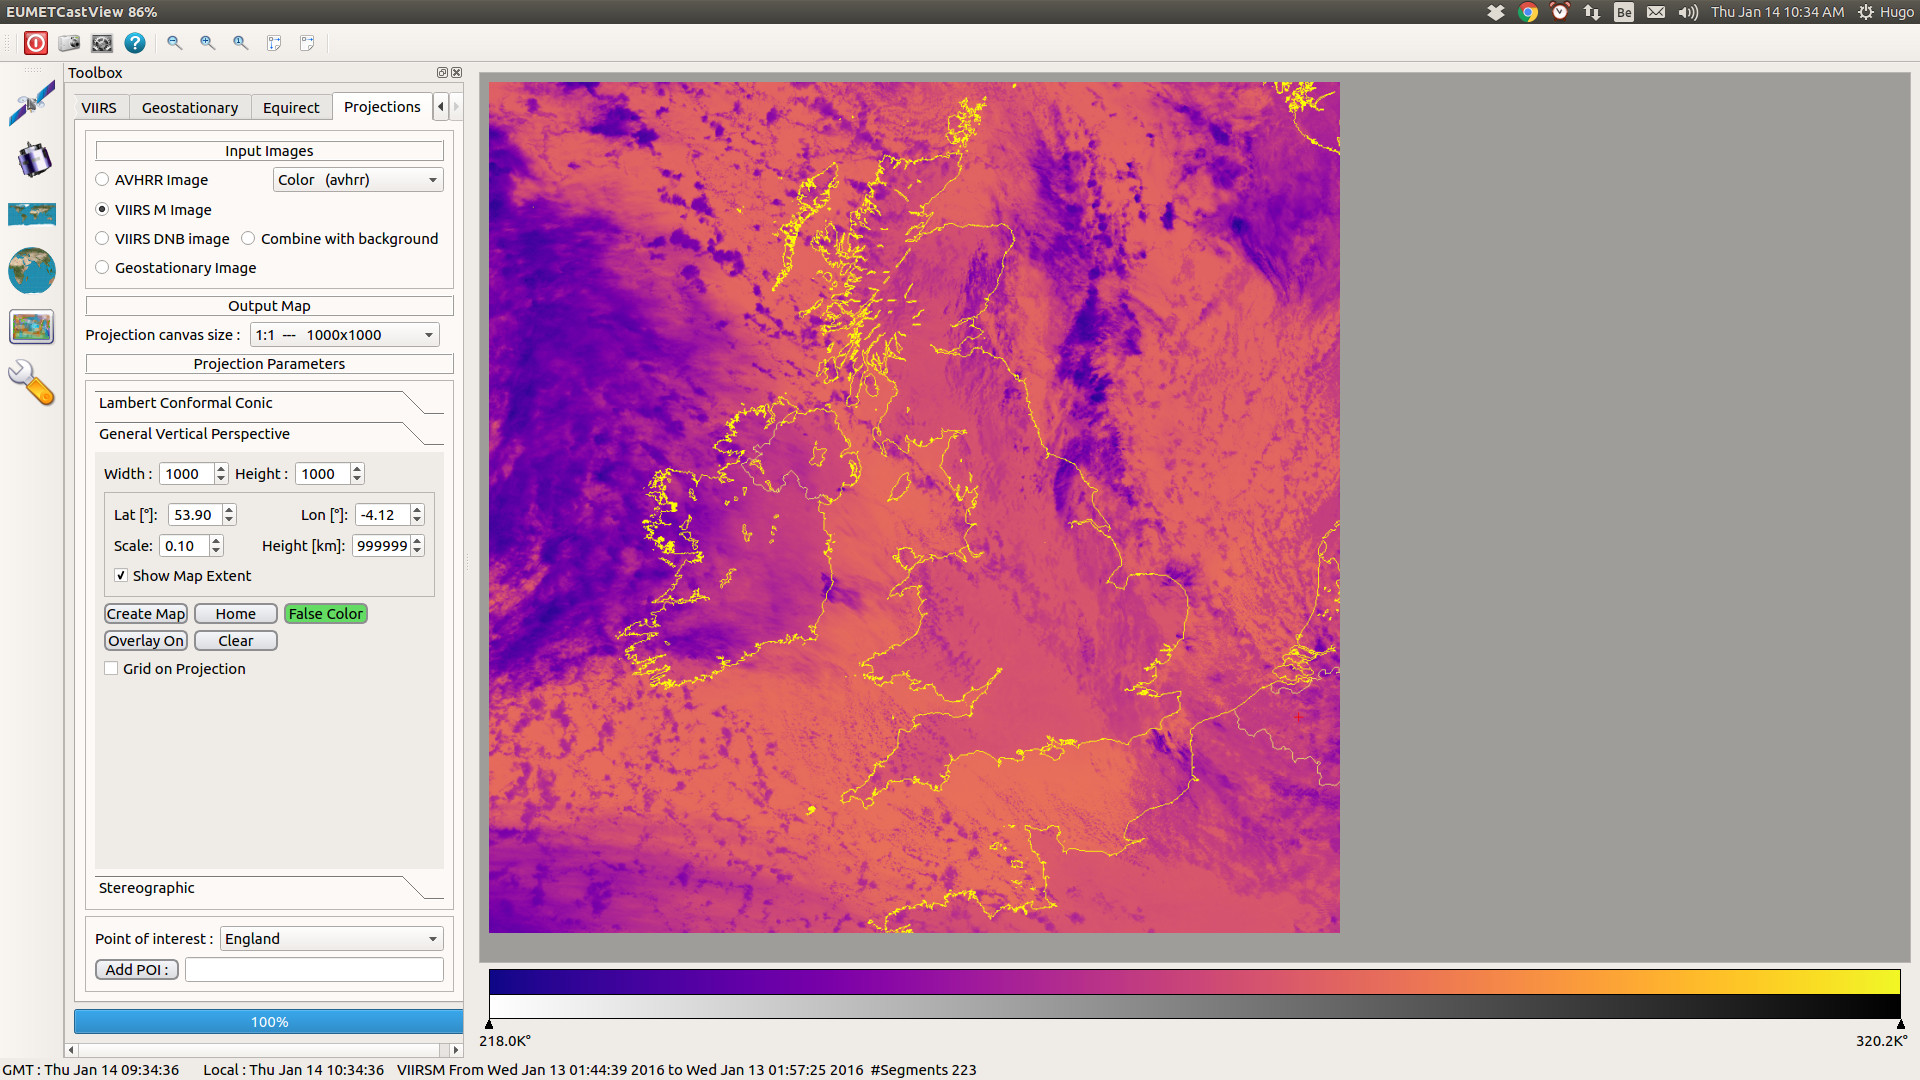 EUMETCastView 86%
Be Thu Jan 14 10:34 AM Hugo
Toolbox
VIIRS Geostationary Equirect Projections
Input Images
AVHRR Image Color (avhrr)
VIIRS M Image
VIIRS DNB image Combine with background
Geostationary Image
Output Map
Projection canvas size : 1:1 --- 1000x1000
Projection Parameters
Lambert Conformal Conic
General Vertical Perspective
Width : 1000 Height : 1000
Lat [°]: 53.90 Lon [°]: -4.12
Scale: 0.10 Height [km]: 999999
Show Map Extent
Create Map Home False Color
Overlay On Clear
Grid on Projection
Stereographic
Point of interest : England
Add POI :
100%
218.0K° 320.2K°
GMT : Thu Jan 14 09:34:36 Local : Thu Jan 14 10:34:36 VIIRSM From Wed Jan 13 01:44:39 2016 to Wed Jan 13 01:57:25 2016 #Segments 223